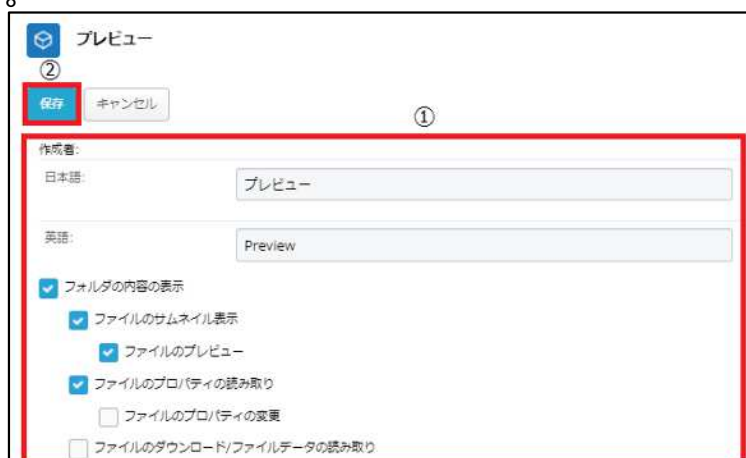 プレビュー
②
保存 キャンセル
①
作成者:
日本語: プレビュー
英語: Preview
フォルダの内容の表示
ファイルのサムネイル表示
ファイルのプレビュー
ファイルのプロパティの読み取り
ファイルのプロパティの変更
ファイルのダウンロード/ファイルデータの読み取り